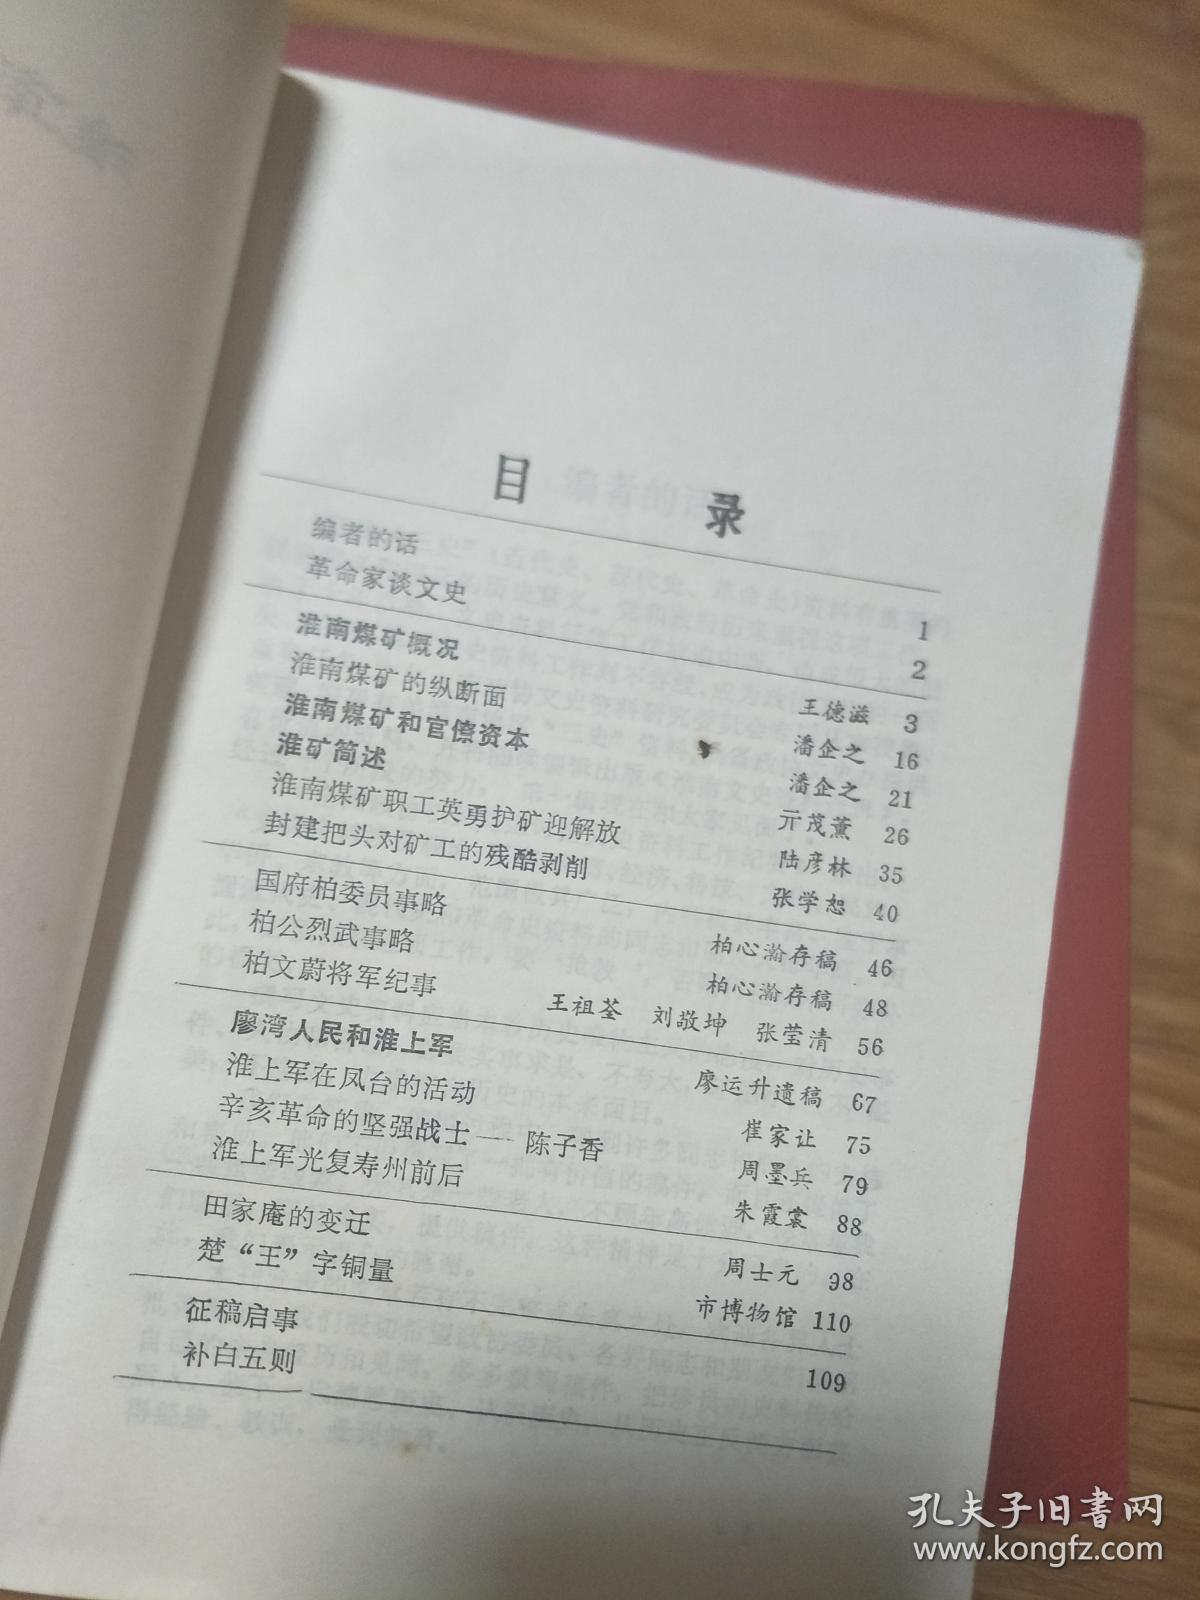 目 录
编者的话 1
革命家谈文史 2
淮南煤矿概况 王德滋 3
淮南煤矿的纵断面 潘企之 16
淮南煤矿和官僚资本 潘企之 21
淮矿简述 亓茂薰 26
淮南煤矿职工英勇护矿迎解放 陆彦林 35
封建把头对矿工的残酷剥削 张学恕 40
国府柏委员事略 柏心瀚存稿 46
柏公烈武事略 柏心瀚存稿 48
柏文蔚将军纪事 王祖荃 刘敬坤 张莹清 56
廖湾人民和淮上军 廖运升遗稿 67
淮上军在凤台的活动 崔家让 75
辛亥革命的坚强战士——陈子香 周墨兵 79
淮上军光复寿州前后 朱霞裳 88
田家庵的变迁 周士元 98
楚“王”字铜量 市博物馆 110
征稿启事 109
补白五则
孔夫子旧书网
www.kongfz.com